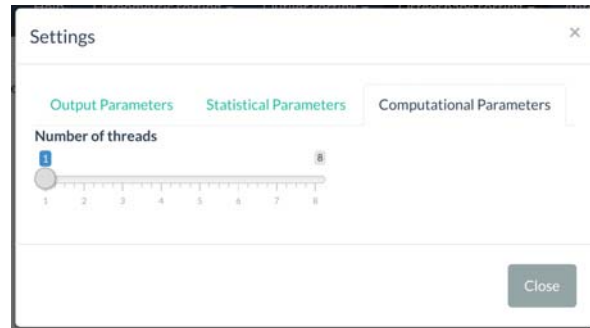 Settings
×
Output Parameters Statistical Parameters Computational Parameters
Number of threads
1 8
1 2 3 4 5 6 7 8
Close